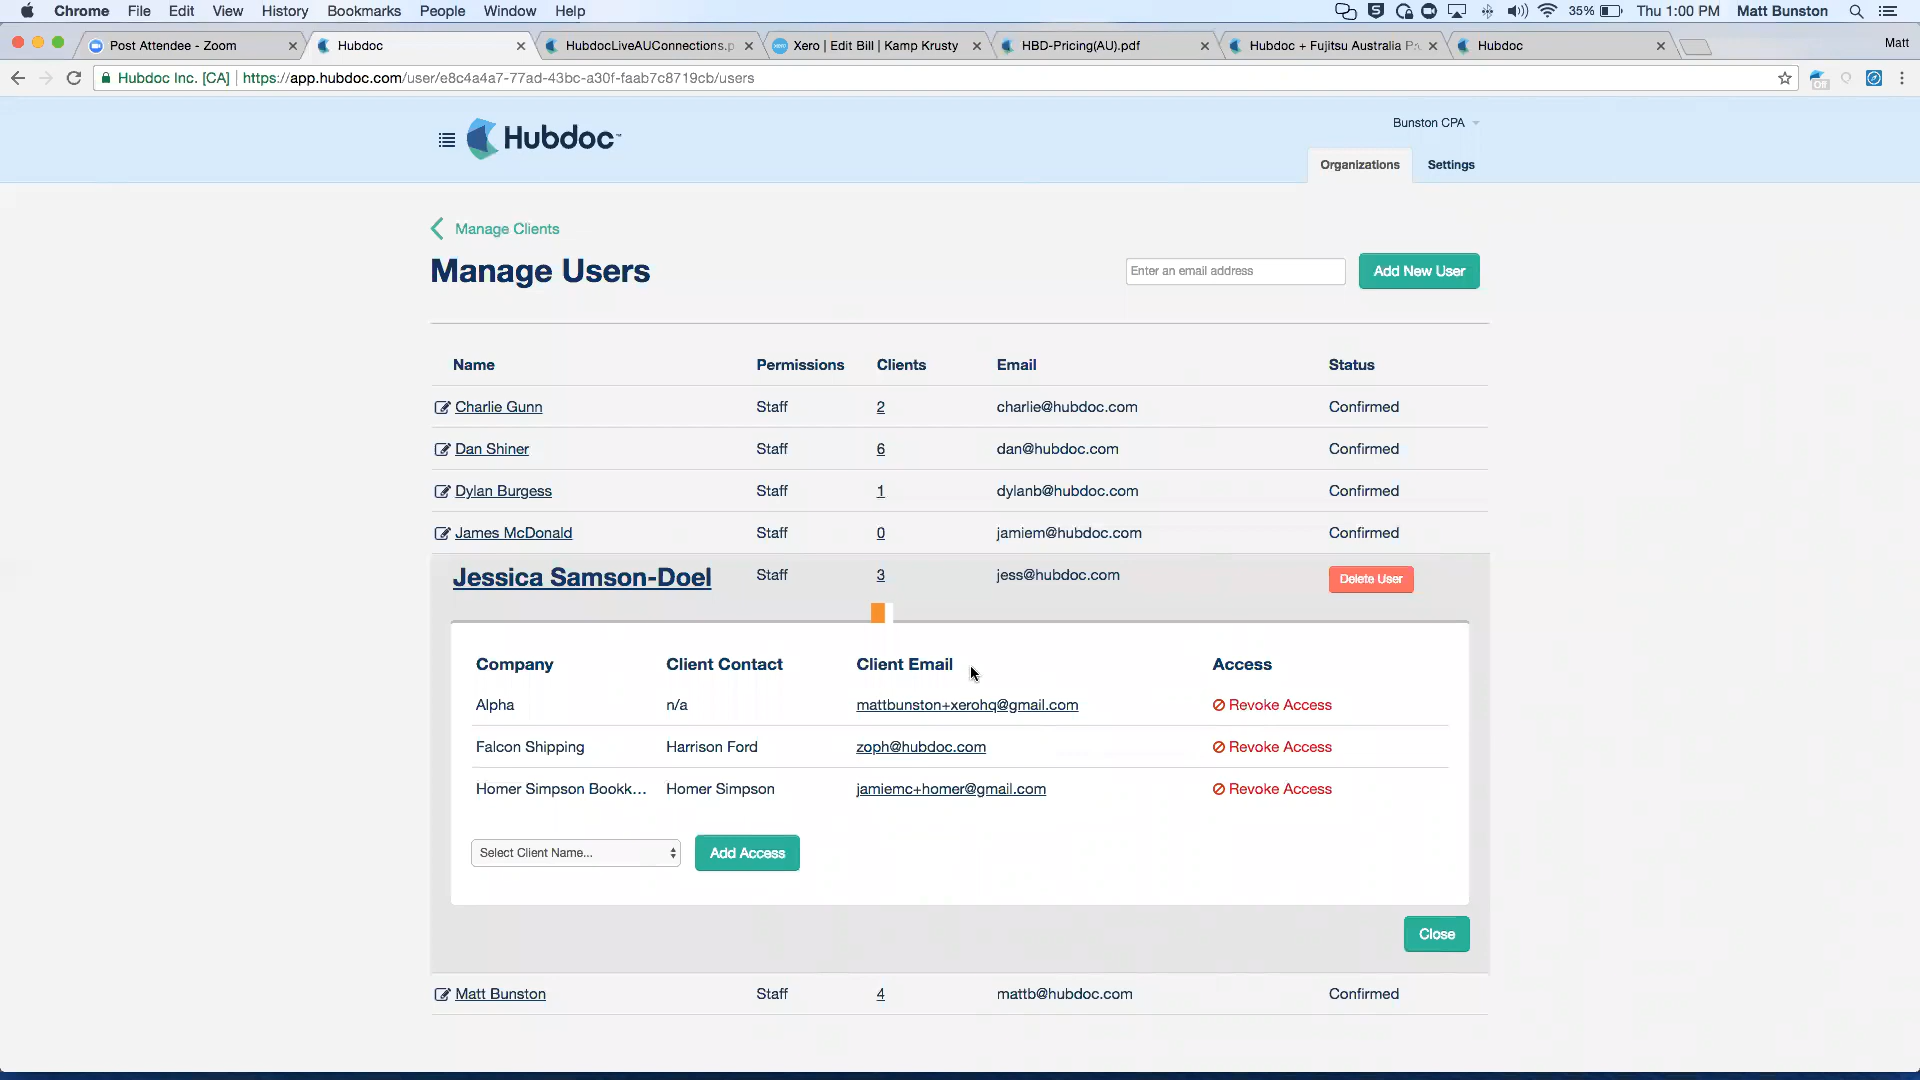 Chrome File Edit View History Bookmarks People Window Help 35% Thu 1:00 PM Matt Bunston
Post Attendee - Zoom Hubdoc HubdocLiveAUConnections.p Xero | Edit Bill | Kamp Krusty HBD-Pricing(AU).pdf Hubdoc + Fujitsu Australia Pr Hubdoc Matt
Hubdoc Inc. [CA] https://app.hubdoc.com/user/e8c4a4a7-77ad-43bc-a30f-faab7c8719cb/users
Hubdoc™
Bunston CPA
Organizations Settings
Manage Clients
Manage Users
Enter an email address Add New User
Name Permissions Clients Email Status
Charlie Gunn Staff 2 charlie@hubdoc.com Confirmed
Dan Shiner Staff 6 dan@hubdoc.com Confirmed
Dylan Burgess Staff 1 dylanb@hubdoc.com Confirmed
James McDonald Staff 0 jamiem@hubdoc.com Confirmed
Jessica Samson-Doel Staff 3 jess@hubdoc.com Delete User
Company Client Contact Client Email Access
Alpha n/a mattbunston+xerohq@gmail.com Revoke Access
Falcon Shipping Harrison Ford zoph@hubdoc.com Revoke Access
Homer Simpson Bookk... Homer Simpson jamiemc+homer@gmail.com Revoke Access
Select Client Name... Add Access
Close
Matt Bunston Staff 4 mattb@hubdoc.com Confirmed